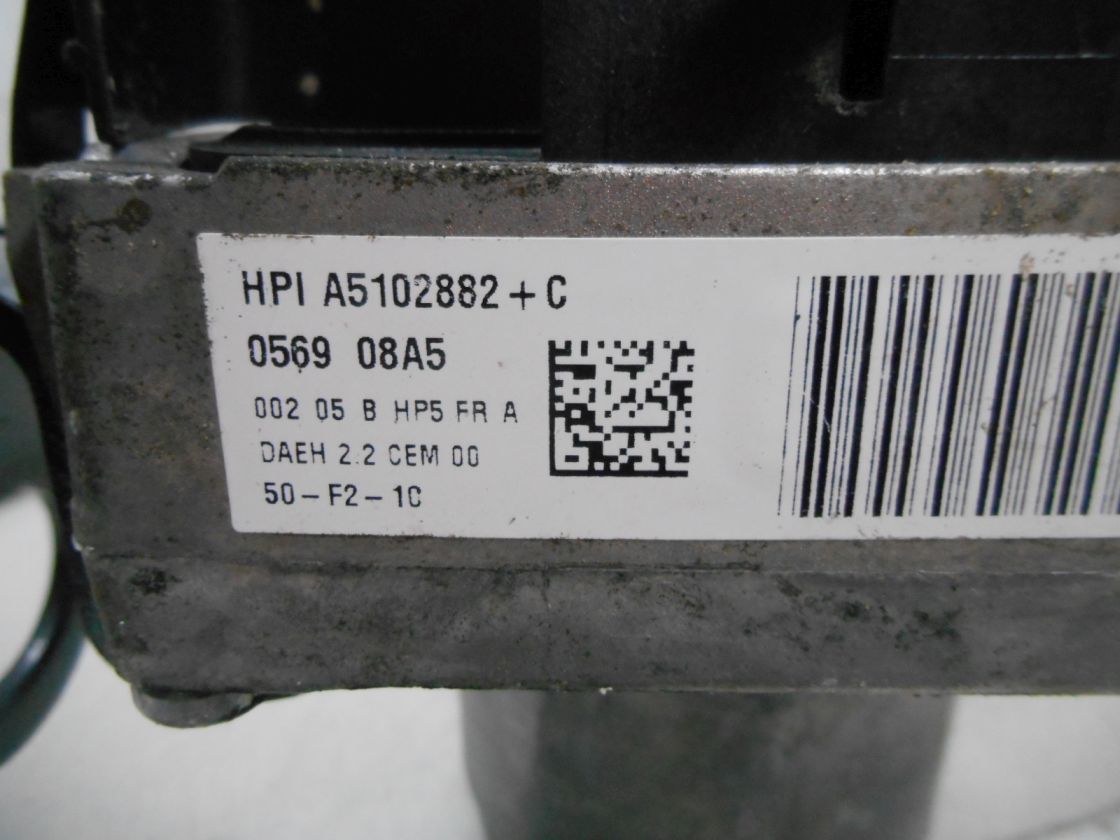 HPI A5102882+C
0569 08A5
002 05 B HP5 FR A
DAEH 2.2 CEM 00
50-F2-1C